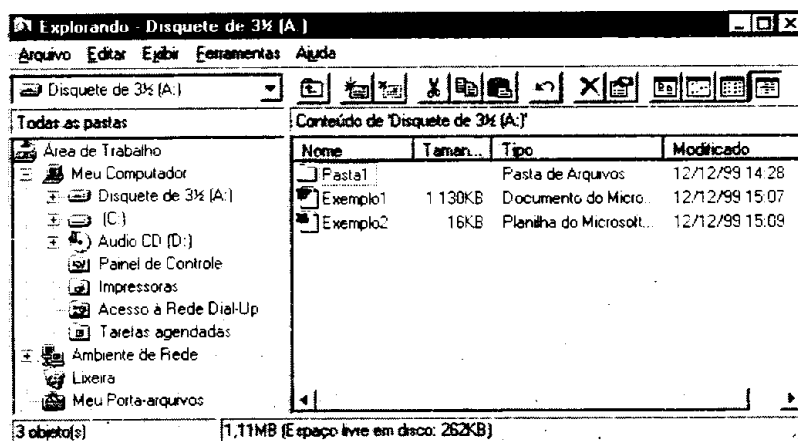 Explorando - Disquete de 3½ (A:)
Arquivo Editar Exibir Ferramentas Ajuda
Disquete de 3½ (A:)
Todas as pastas
Conteúdo de 'Disquete de 3½ (A:)'
Nome Taman... Tipo Modificado
Área de Trabalho
Meu Computador
Disquete de 3½ (A:)
(C:)
Audio CD (D:)
Painel de Controle
Impressoras
Acesso à Rede Dial-Up
Tarefas agendadas
Ambiente de Rede
Lixeira
Meu Porta-arquivos
Pasta1 Pasta de Arquivos 12/12/99 14:28
Exemplo1 1.130KB Documento do Micro... 12/12/99 15:07
Exemplo2 16KB Planilha do Microsoft... 12/12/99 15:09
3 objeto(s) 1,11MB (Espaço livre em disco: 262KB)